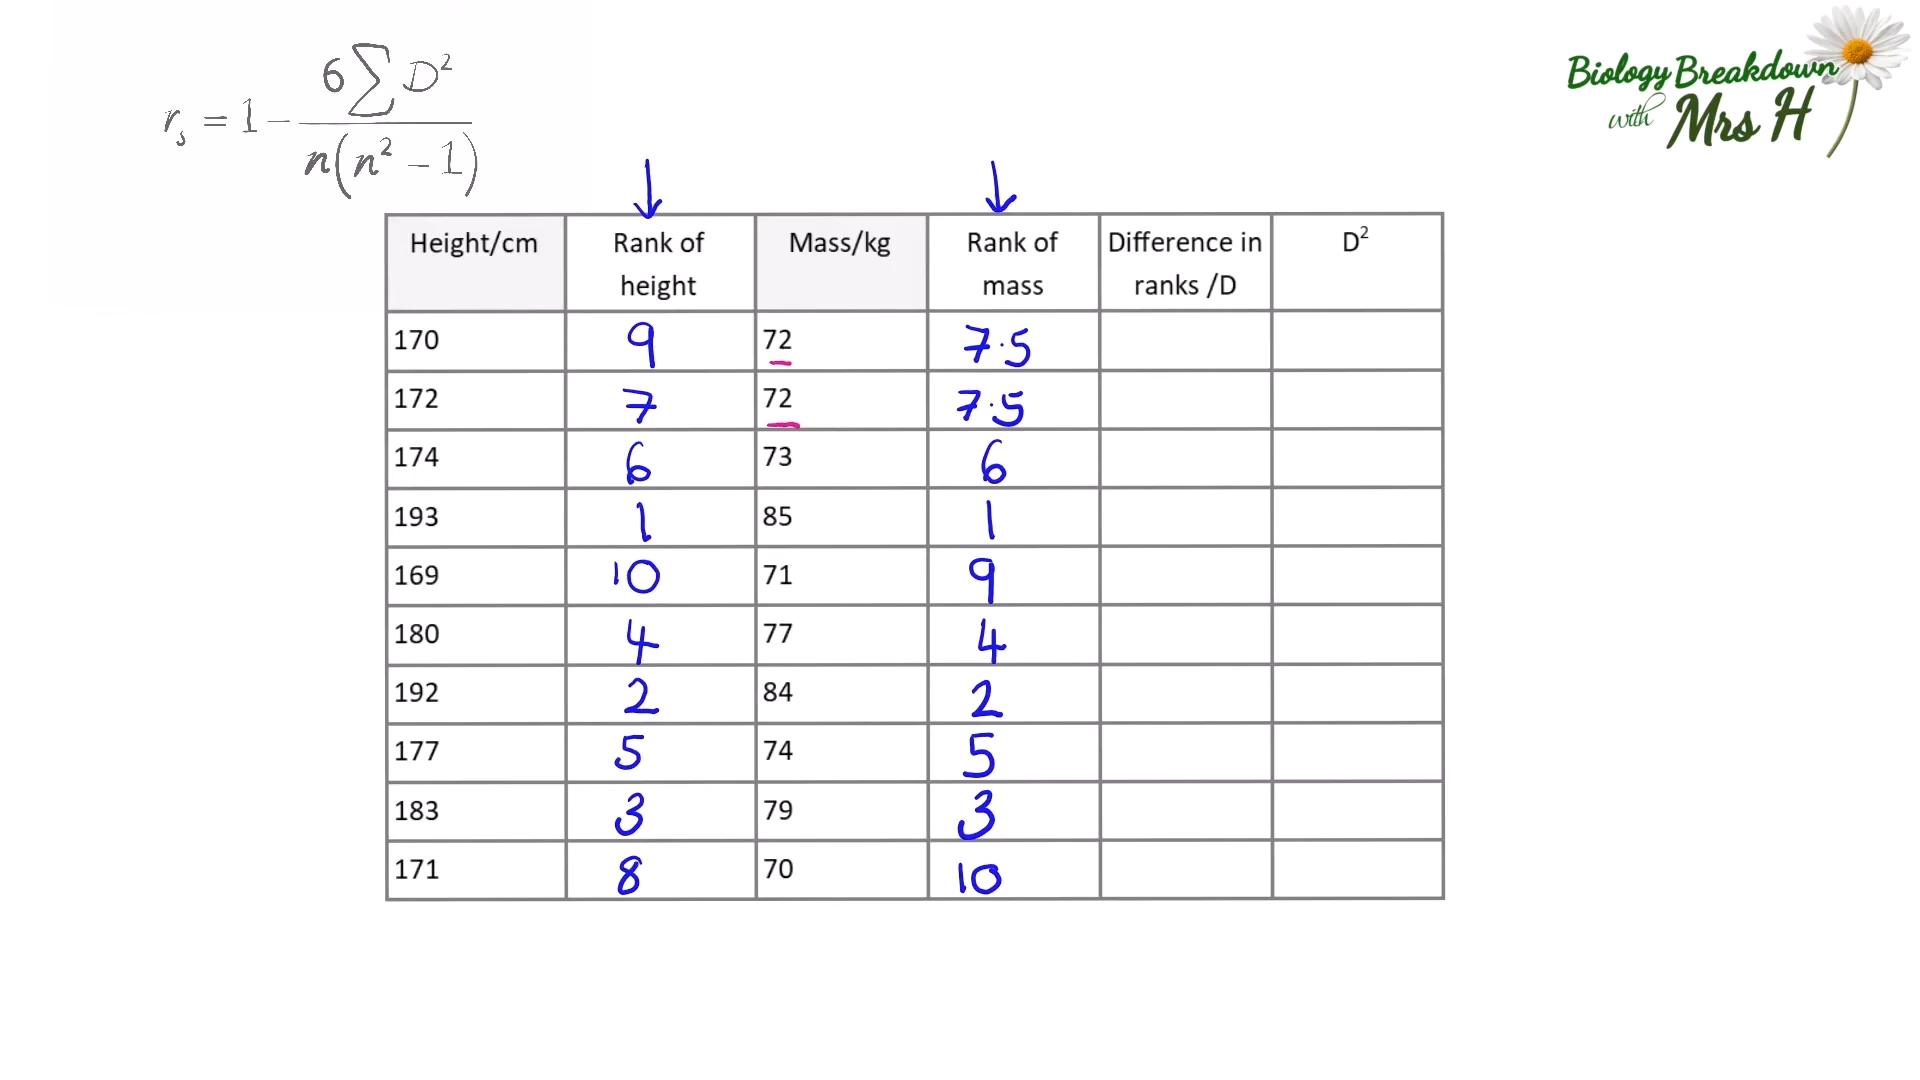 r_s = 1 - 6∑D² / n(n² - 1)
Biology Breakdown
with Mrs H
Height/cm Rank of height Mass/kg Rank of mass Difference in ranks /D D²
170 9 72 7.5
172 7 72 7.5
174 6 73 6
193 1 85 1
169 10 71 9
180 4 77 4
192 2 84 2
177 5 74 5
183 3 79 3
171 8 70 10